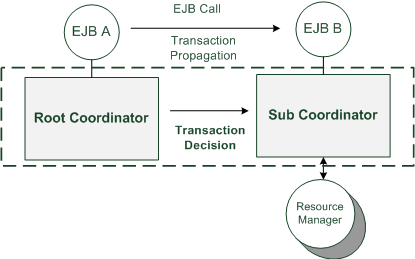 EJB A
EJB Call
Transaction
Propagation
EJB B
Root Coordinator
Transaction
Decision
Sub Coordinator
Resource
Manager